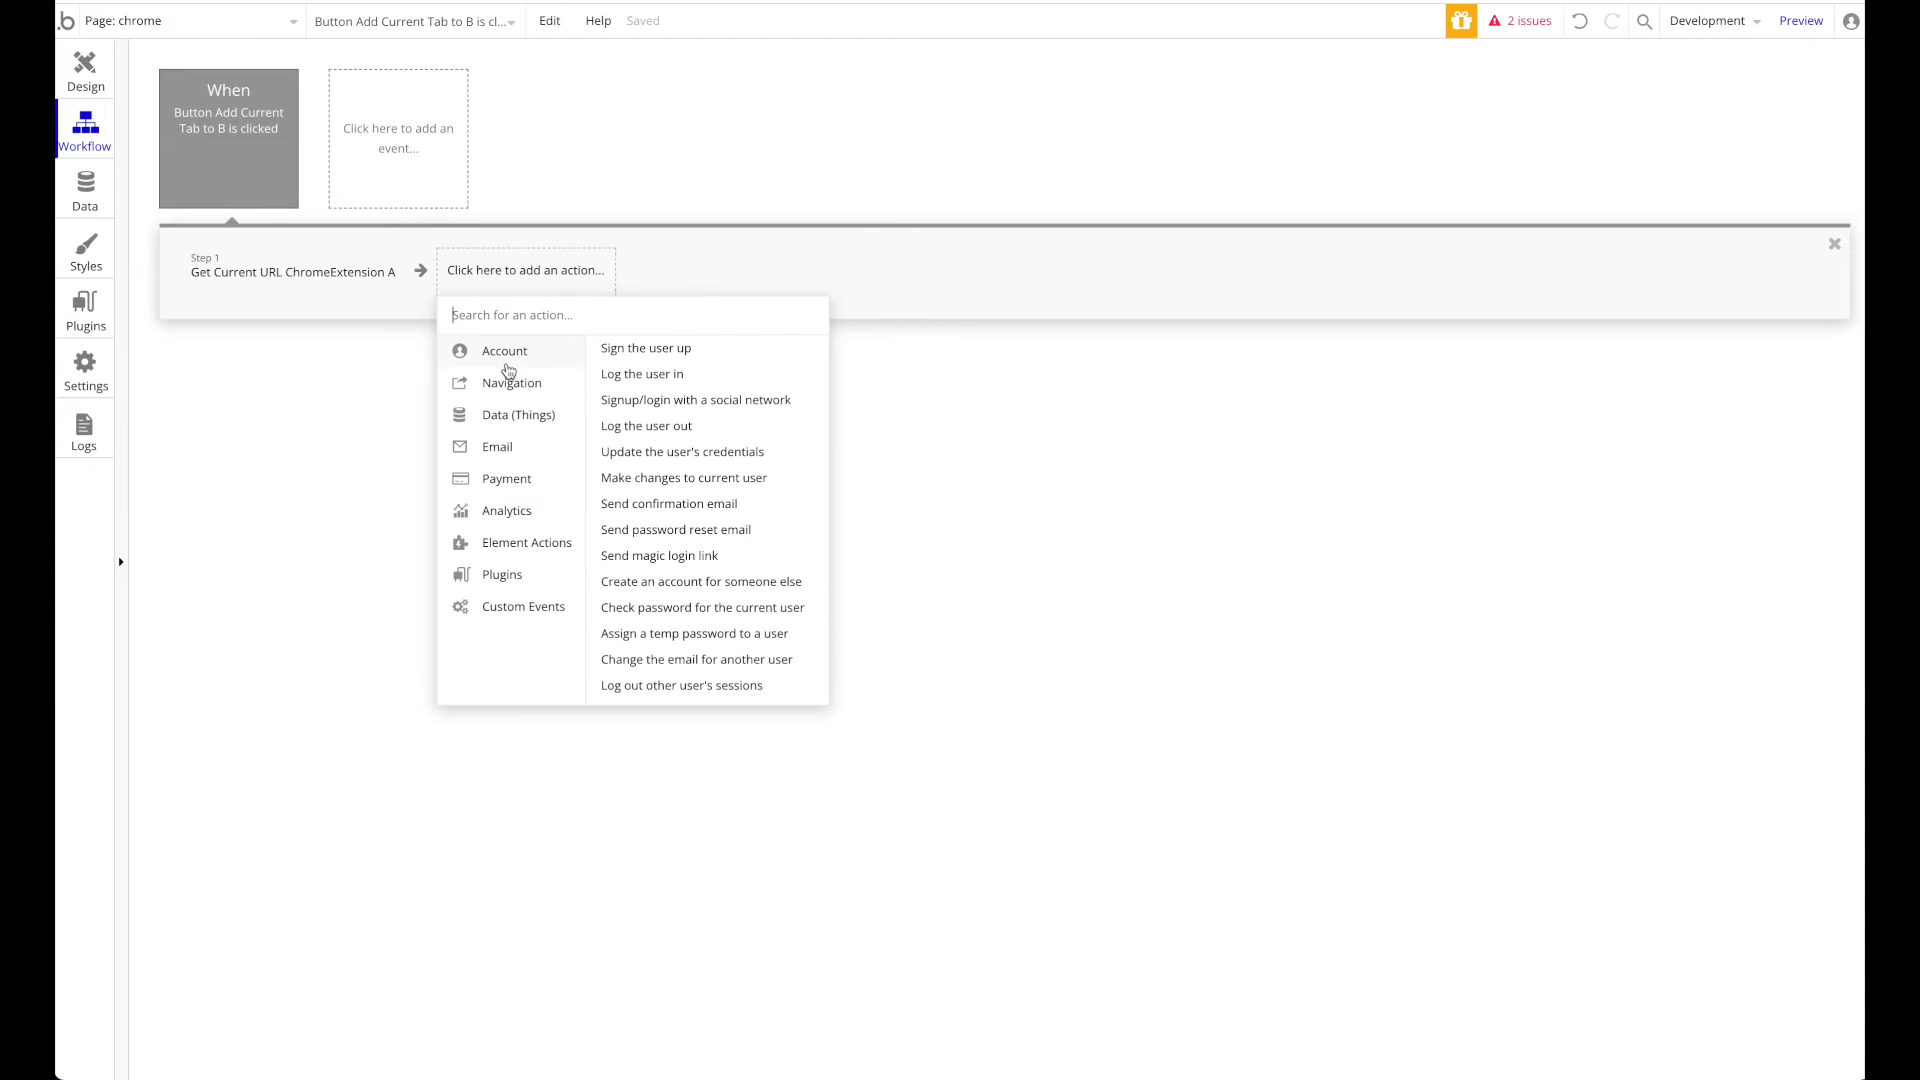 .b Page: chrome Button Add Current Tab to B is cl... Edit Help Saved 2 issues Development Preview
Design
Workflow
Data
Styles
Plugins
Settings
Logs
When
Button Add Current
Tab to B is clicked
Click here to add an
event...
Step 1
Get Current URL ChromeExtension A
Click here to add an action...
Search for an action...
Account
Navigation
Data (Things)
Email
Payment
Analytics
Element Actions
Plugins
Custom Events
Sign the user up
Log the user in
Signup/login with a social network
Log the user out
Update the user's credentials
Make changes to current user
Send confirmation email
Send password reset email
Send magic login link
Create an account for someone else
Check password for the current user
Assign a temp password to a user
Change the email for another user
Log out other user's sessions